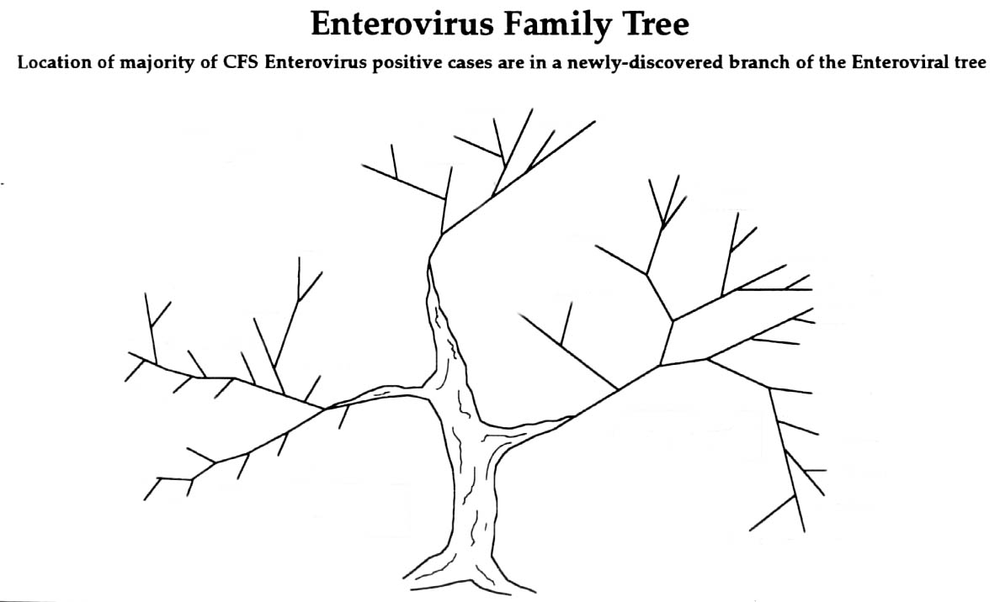 Enterovirus Family Tree
Location of majority of CFS Enterovirus positive cases are in a newly-discovered branch of the Enteroviral tree